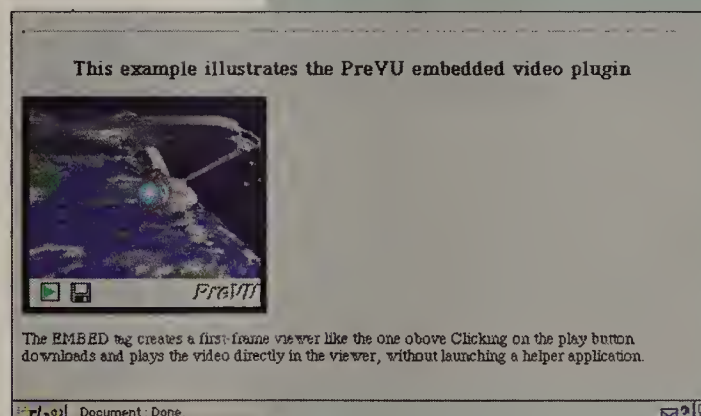 This example illustrates the PreVU embedded video plugin
PreVU
The EMBED tag creates a first-frame viewer like the one obove Clicking on the play button
downloads and plays the video directly in the viewer, without launching a helper application.
Document : Done
?